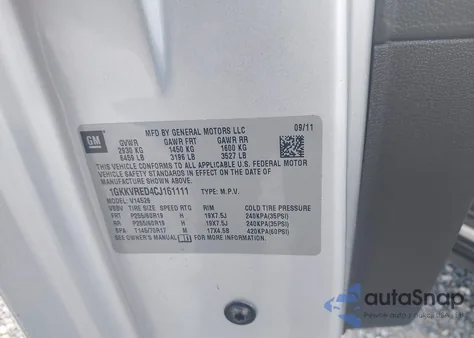 GM
MFD BY GENERAL MOTORS LLC
09/11
GVWR GAWR FRT GAWR RR
2930 KG 1450 KG 1600 KG
6459 LB 3196 LB 3527 LB
THIS VEHICLE CONFORMS TO ALL APPLICABLE U.S. FEDERAL MOTOR
VEHICLE SAFETY AND THEFT PREVENTION STANDARDS IN EFFECT ON THE DATE OF
MANUFACTURE SHOWN ABOVE.
1GKKVRED4CJ161111 TYPE: M.P.V.
MODEL: V14526
TIRE SIZE SPEED RTG RIM COLD TIRE PRESSURE
FRT P255/60R19 H 19X7.5J 240KPA(35PSI)
RR P255/60R19 H 19X7.5J 240KPA(35PSI)
SPA T145/70R17 M 17X4.5B 420KPA(60PSI)
SEE OWNER'S MANUAL FOR MORE INFORMATION.
autoSnap